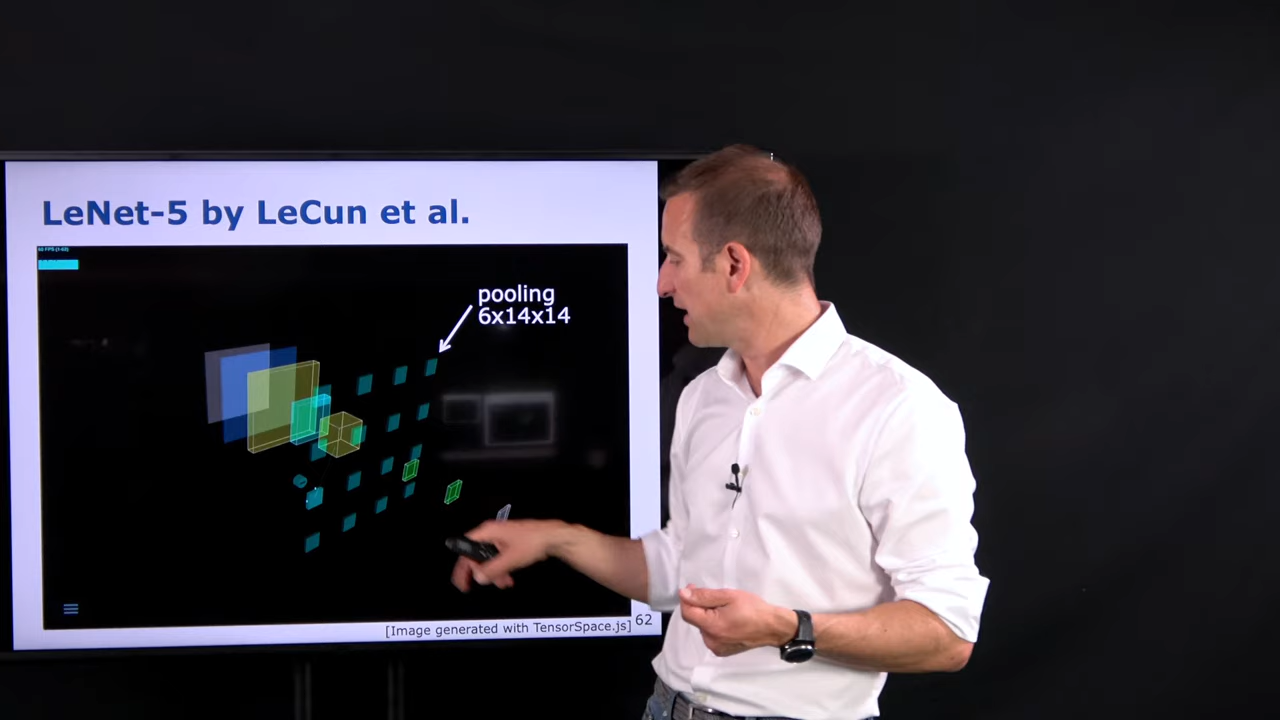 LeNet-5 by LeCun et al.
pooling
6x14x14
[Image generated with TensorSpace.js]
62